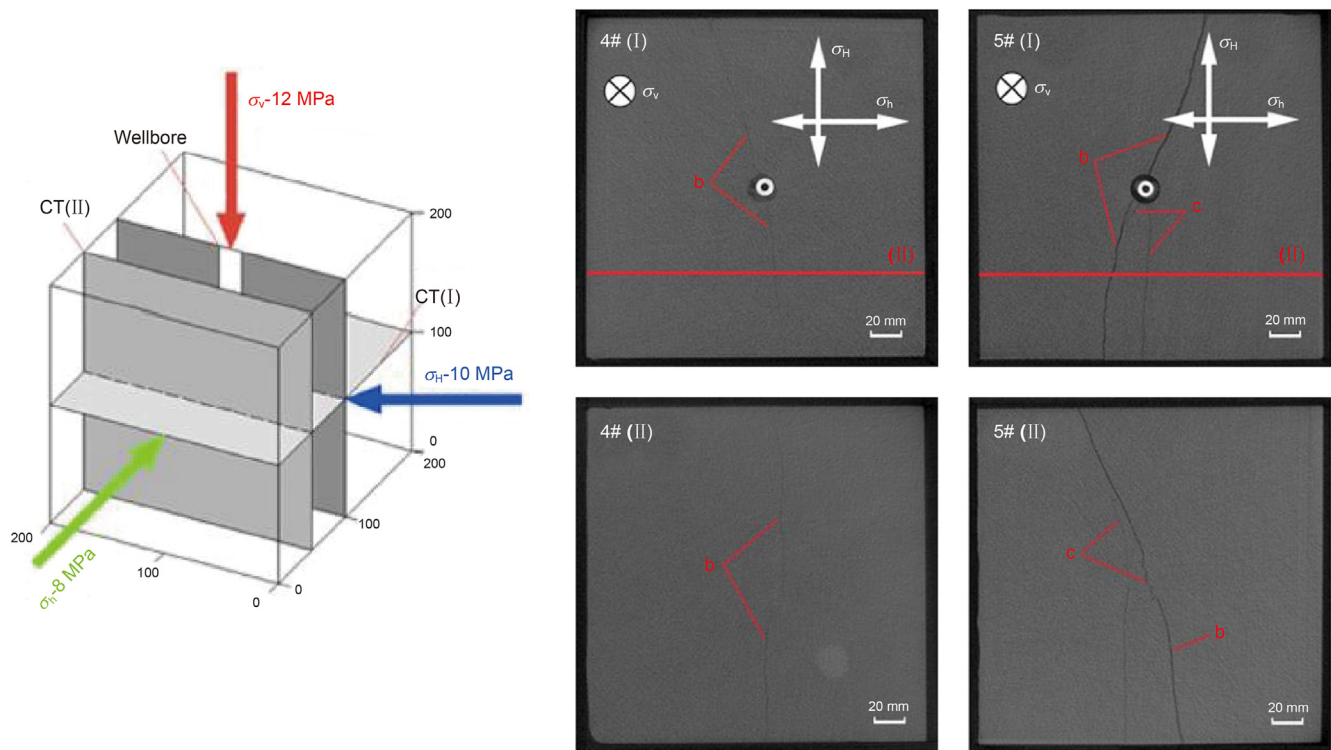 σv-12 MPa
Wellbore
CT(II)
200
CT(I)
100
σH-10 MPa
0
200
100
200
100
0
0
σh-8 MPa
4# (I)
σH
σv
σh
b
(II)
20 mm
5# (I)
σH
σv
σh
b
c
(II)
20 mm
4# (II)
b
20 mm
5# (II)
c
b
20 mm